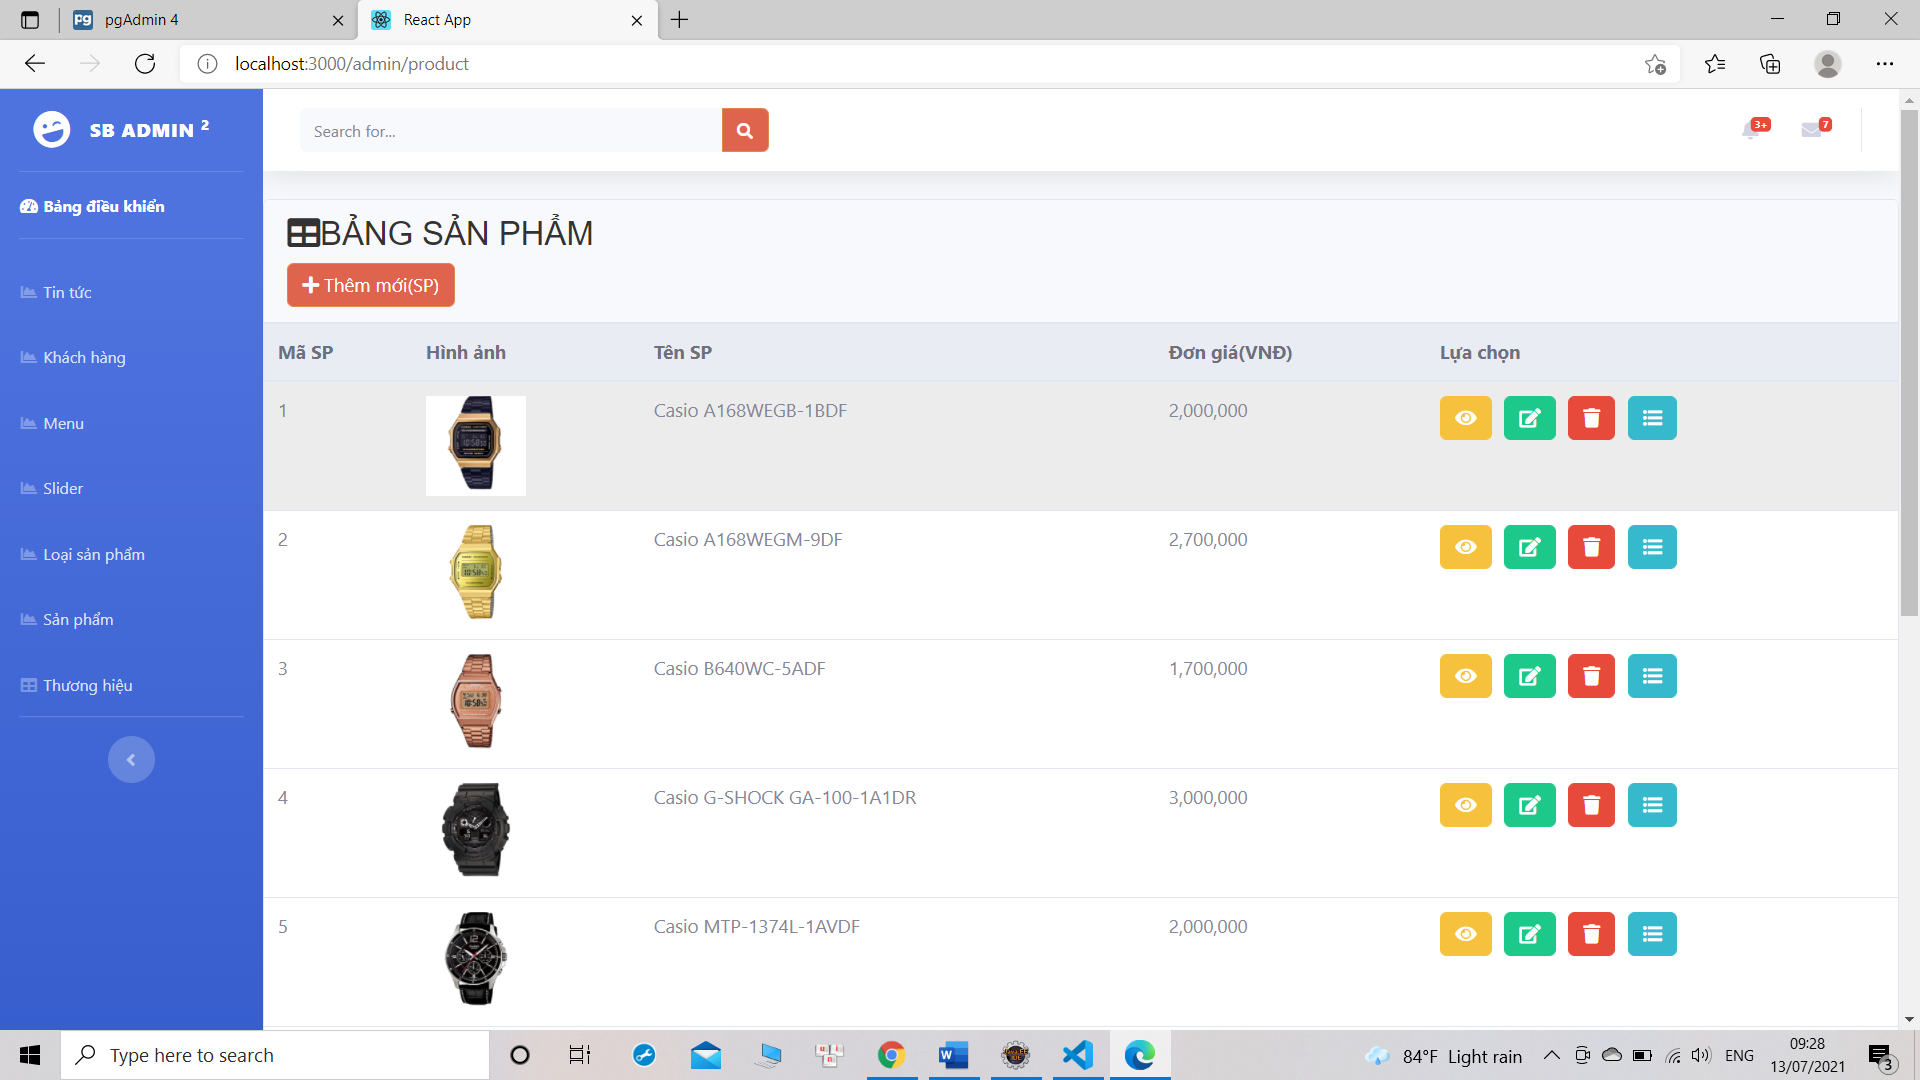 pgAdmin 4
React App
localhost:3000/admin/product
SB ADMIN 2
Search for...
3+
7
Bảng điều khiển
Tin tức
Khách hàng
Menu
Slider
Loại sản phẩm
Sản phẩm
Thương hiệu
BẢNG SẢN PHẨM
Thêm mới(SP)
Mã SP Hình ảnh Tên SP Đơn giá(VNĐ) Lựa chọn
1 Casio A168WEGB-1BDF 2,000,000
2 Casio A168WEGM-9DF 2,700,000
3 Casio B640WC-5ADF 1,700,000
4 Casio G-SHOCK GA-100-1A1DR 3,000,000
5 Casio MTP-1374L-1AVDF 2,000,000
Type here to search
84°F Light rain
ENG
09:28
13/07/2021
3